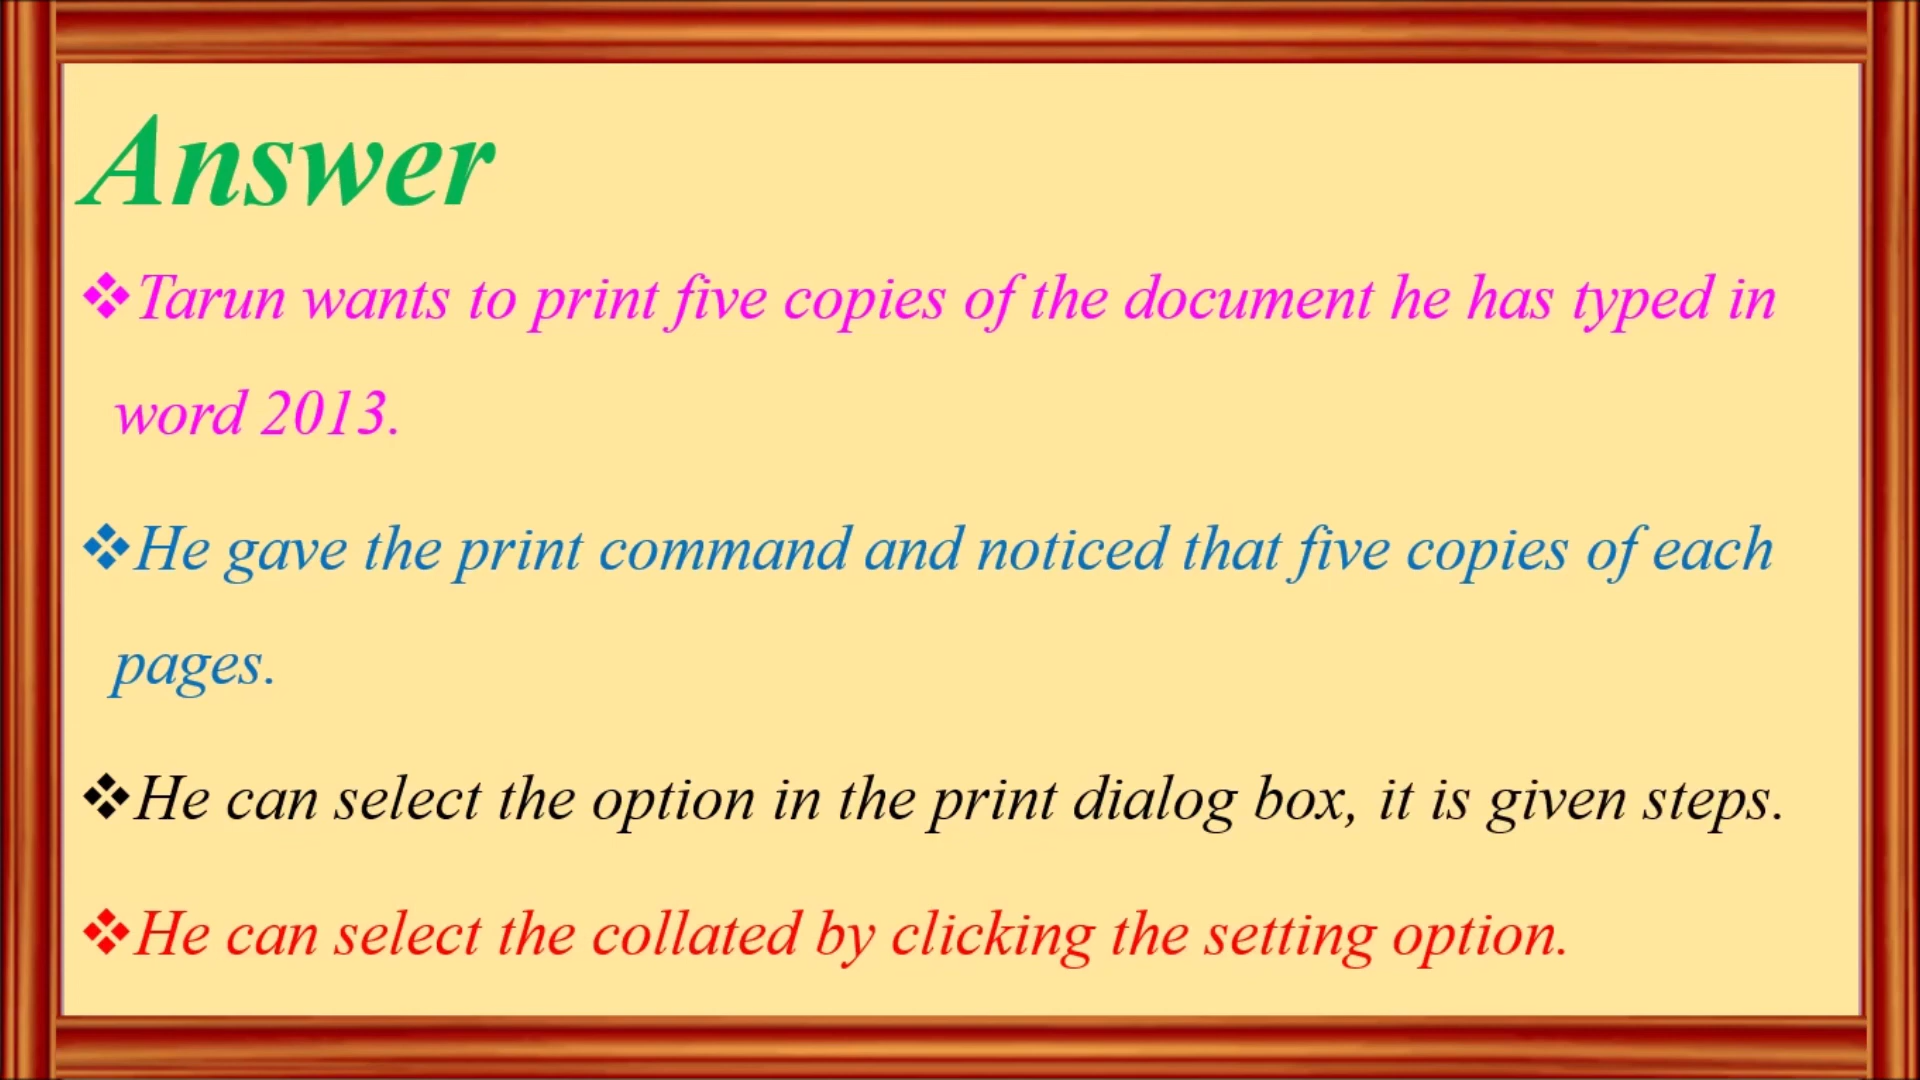 Answer
❖Tarun wants to print five copies of the document he has typed in
word 2013.
❖He gave the print command and noticed that five copies of each
pages.
❖He can select the option in the print dialog box, it is given steps.
❖He can select the collated by clicking the setting option.